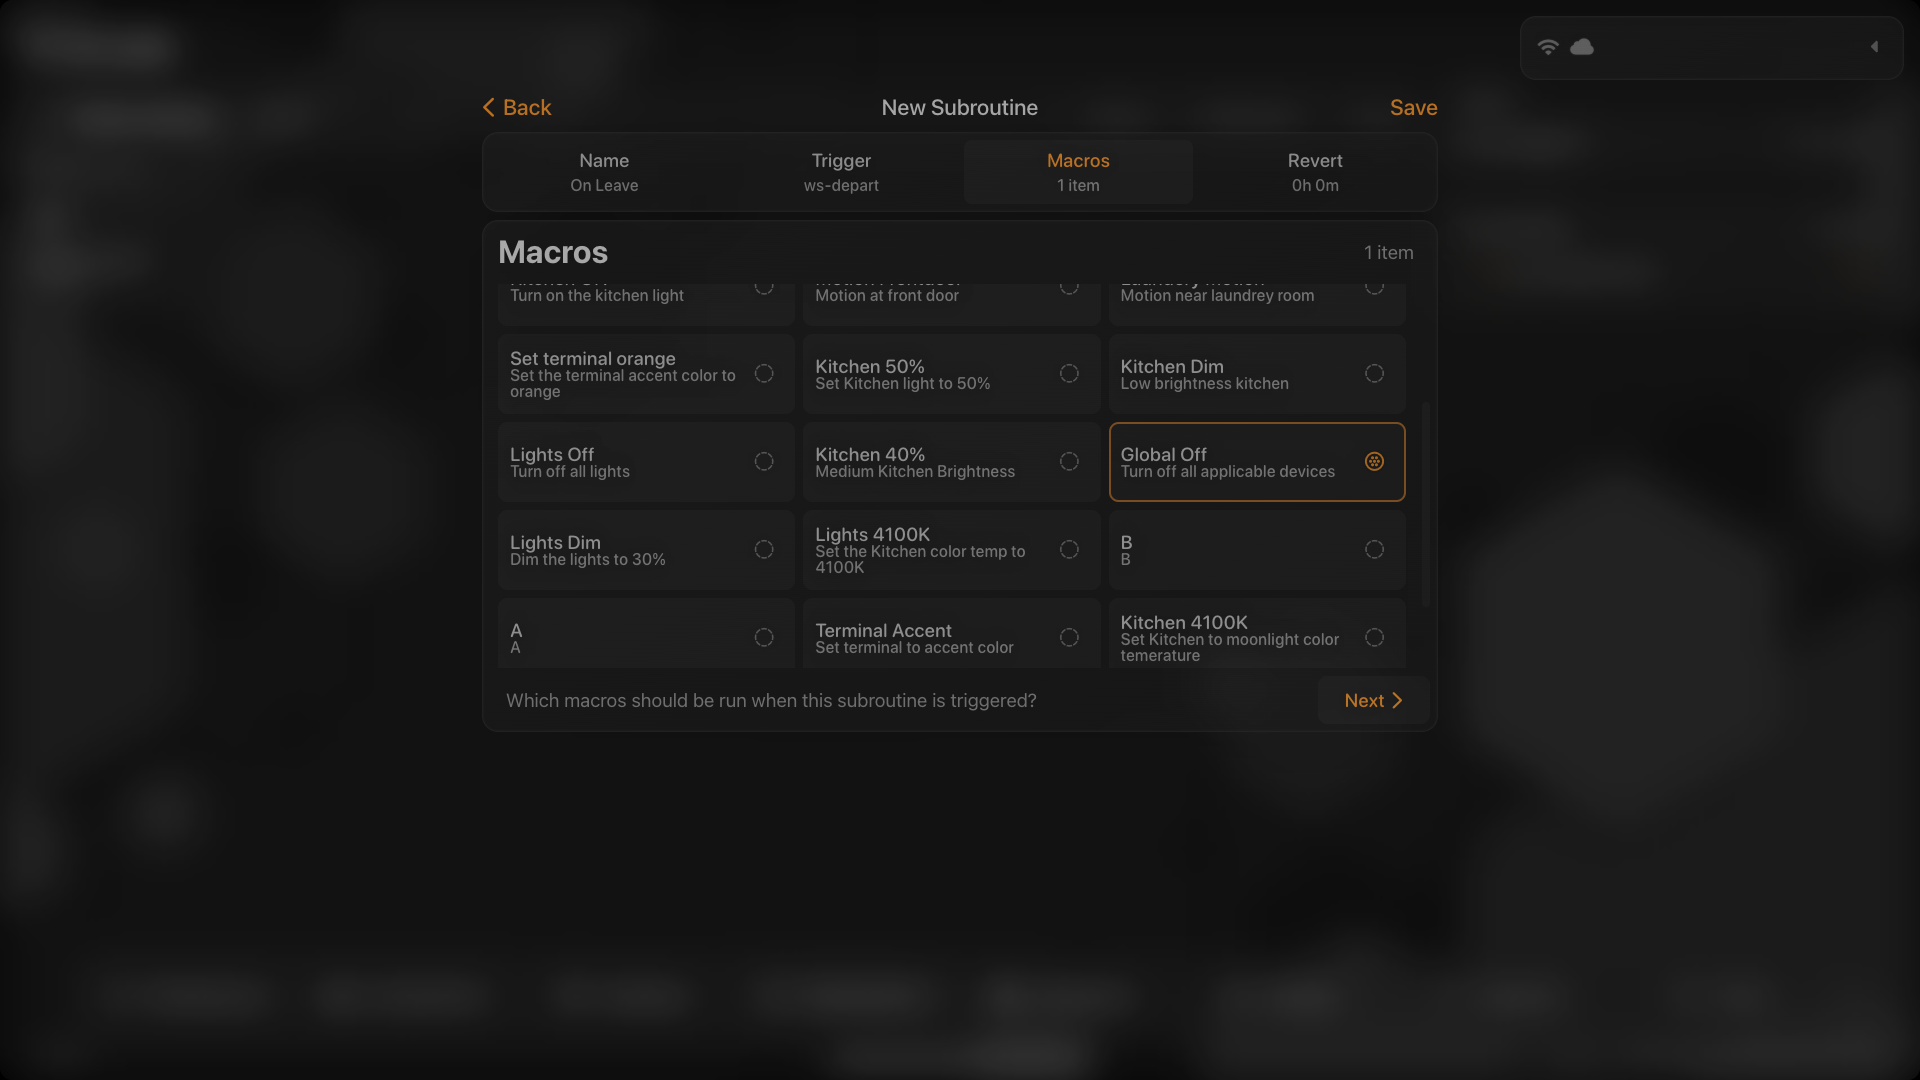 Back
New Subroutine
Save
Name
On Leave
Trigger
ws-depart
Macros
1 item
Revert
0h 0m
Macros
1 item
Turn on the kitchen light
Motion at front door
Motion near laundrey room
Set terminal orange
Set the terminal accent color to
orange
Kitchen 50%
Set Kitchen light to 50%
Kitchen Dim
Low brightness kitchen
Lights Off
Turn off all lights
Kitchen 40%
Medium Kitchen Brightness
Global Off
Turn off all applicable devices
Lights Dim
Dim the lights to 30%
Lights 4100K
Set the Kitchen color temp to
4100K
B
B
A
A
Terminal Accent
Set terminal to accent color
Kitchen 4100K
Set Kitchen to moonlight color
temerature
Which macros should be run when this subroutine is triggered?
Next